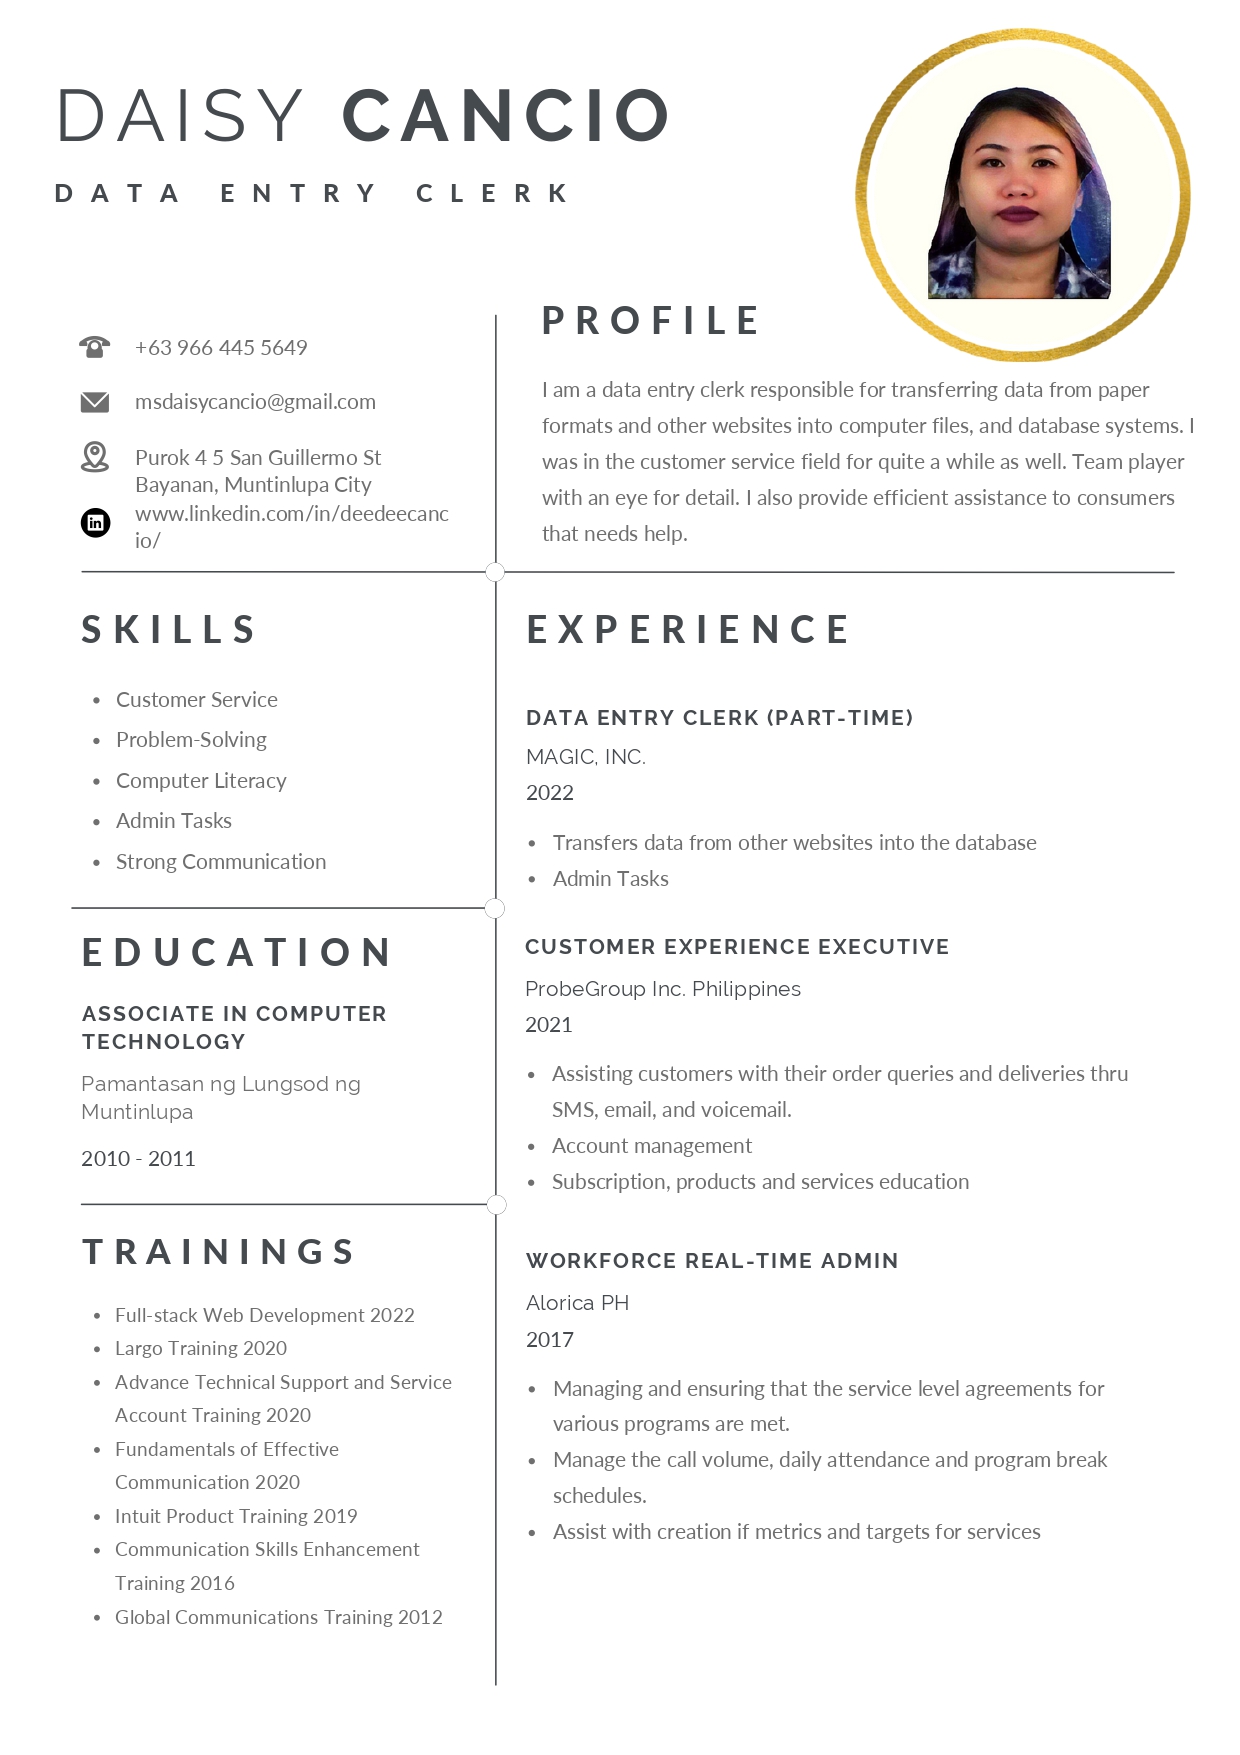 DAISY CANCIO
DATA ENTRY CLERK
+63 966 445 5649
msdaisycancio@gmail.com
Purok 4 5 San Guillermo St
Bayanan, Muntinlupa City
www.linkedin.com/in/deedeecanc
io/
PROFILE
I am a data entry clerk responsible for transferring data from paper
formats and other websites into computer files, and database systems. I
was in the customer service field for quite a while as well. Team player
with an eye for detail. I also provide efficient assistance to consumers
that needs help.
SKILLS
• Customer Service
• Problem-Solving
• Computer Literacy
• Admin Tasks
• Strong Communication
EDUCATION
ASSOCIATE IN COMPUTER
TECHNOLOGY
Pamantasan ng Lungsod ng
Muntinlupa
2010 - 2011
TRAININGS
• Full-stack Web Development 2022
• Largo Training 2020
• Advance Technical Support and Service
Account Training 2020
• Fundamentals of Effective
Communication 2020
• Intuit Product Training 2019
• Communication Skills Enhancement
Training 2016
• Global Communications Training 2012
EXPERIENCE
DATA ENTRY CLERK (PART-TIME)
MAGIC, INC.
2022
• Transfers data from other websites into the database
• Admin Tasks
CUSTOMER EXPERIENCE EXECUTIVE
ProbeGroup Inc. Philippines
2021
• Assisting customers with their order queries and deliveries thru
SMS, email, and voicemail.
• Account management
• Subscription, products and services education
WORKFORCE REAL-TIME ADMIN
Alorica PH
2017
• Managing and ensuring that the service level agreements for
various programs are met.
• Manage the call volume, daily attendance and program break
schedules.
• Assist with creation if metrics and targets for services